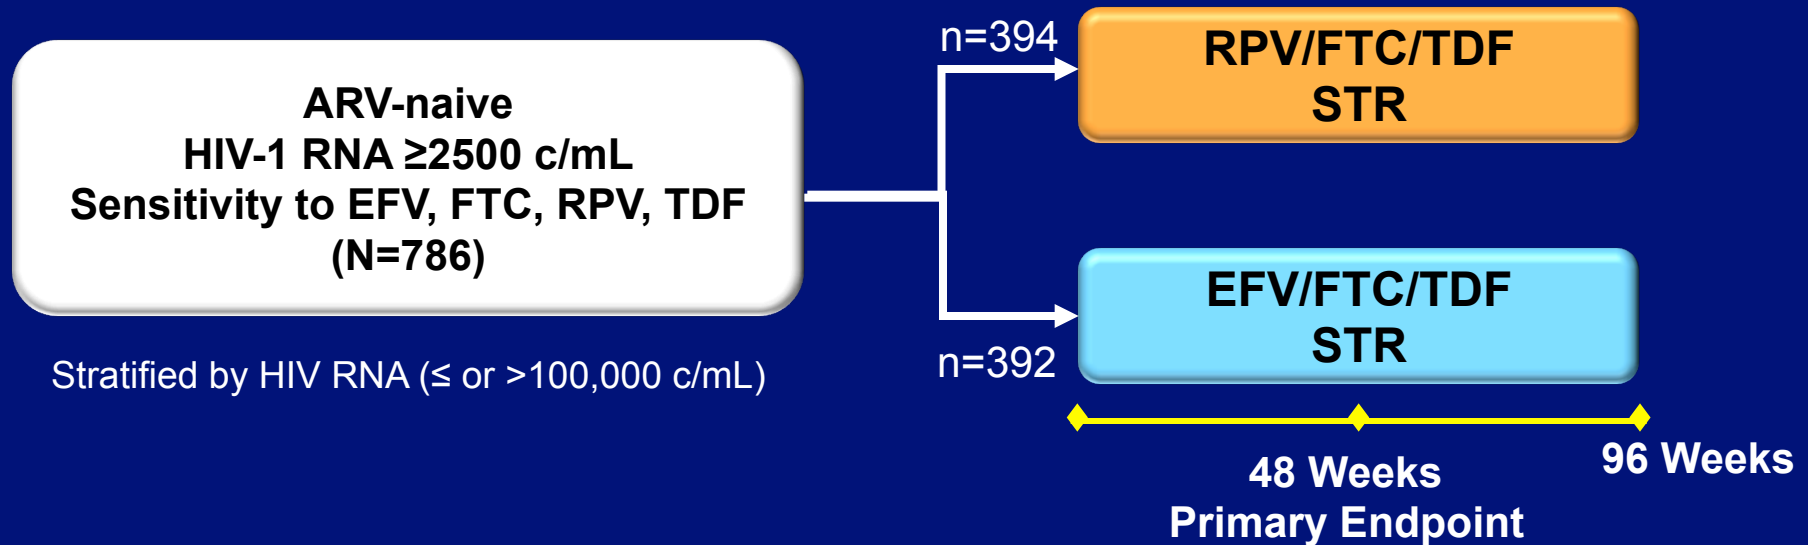 ARV-naive
HIV-1 RNA ≥2500 c/mL
Sensitivity to EFV, FTC, RPV, TDF
(N=786)
Stratified by HIV RNA (≤ or >100,000 c/mL)
n=394
RPV/FTC/TDF
STR
n=392
EFV/FTC/TDF
STR
48 Weeks
Primary Endpoint
96 Weeks